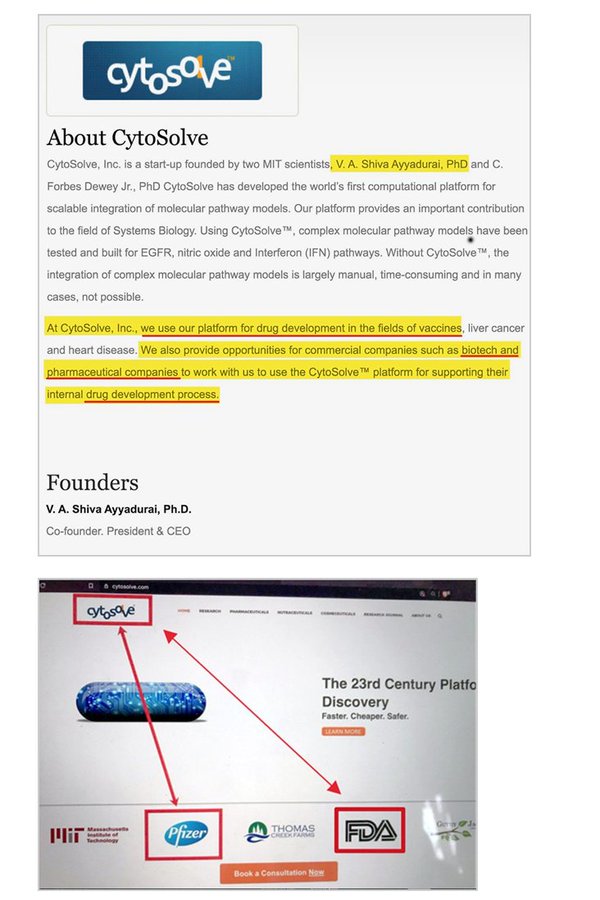 cytosolve™
About CytoSolve
CytoSolve, Inc. is a start-up founded by two MIT scientists, V. A. Shiva Ayyadurai, PhD and C.
Forbes Dewey Jr., PhD CytoSolve has developed the world's first computational platform for
scalable integration of molecular pathway models. Our platform provides an important contribution
to the field of Systems Biology. Using CytoSolve™, complex molecular pathway models have been
tested and built for EGFR, nitric oxide and Interferon (IFN) pathways. Without CytoSolve™, the
integration of complex molecular pathway models is largely manual, time-consuming and in many
cases, not possible.
At CytoSolve, Inc., we use our platform for drug development in the fields of vaccines, liver cancer
and heart disease. We also provide opportunities for commercial companies such as biotech and
pharmaceutical companies to work with us to use the CytoSolve™ platform for supporting their
internal drug development process.
Founders
V. A. Shiva Ayyadurai, Ph.D.
Co-founder. President & CEO
cytosolve.com
cytosolve
HOME RESEARCH PHARMACEUTICALS NUTRACEUTICALS COSMECEUTICALS RESEARCH JOURNAL ABOUT US
The 23rd Century Platfo
Discovery
Faster. Cheaper. Safer.
LEARN MORE
MIT Massachusetts
Institute of
Technology
Pfizer
THOMAS
CREEK FARMS
FDA
Book a Consultation Now